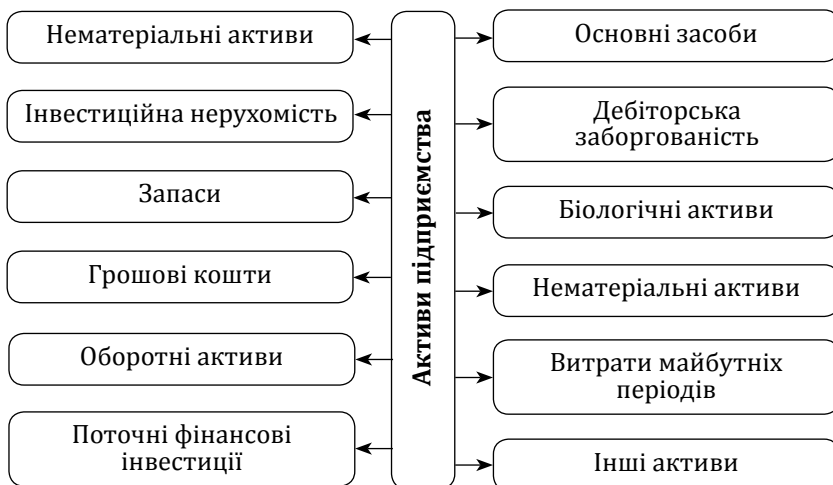 Нематеріальні активи
Інвестиційна нерухомість
Запаси
Грошові кошти
Оборотні активи
Поточні фінансові
інвестиції
Активи підприємства
Основні засоби
Дебіторська
заборгованість
Біологічні активи
Нематеріальні активи
Витрати майбутніх
періодів
Інші активи